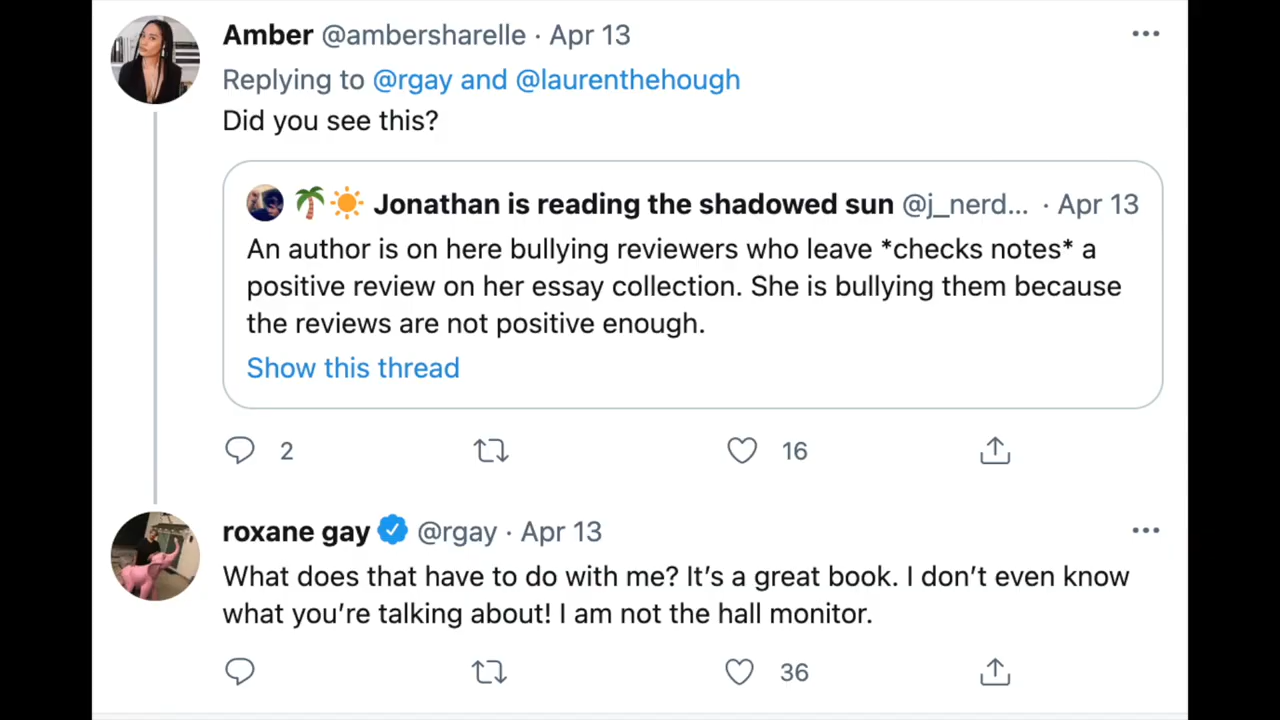 Amber @ambersharelle · Apr 13
Replying to @rgay and @laurenthehough
Did you see this?
🌴☀️ Jonathan is reading the shadowed sun @j_nerd... · Apr 13
An author is on here bullying reviewers who leave *checks notes* a
positive review on her essay collection. She is bullying them because
the reviews are not positive enough.
Show this thread
2 16
roxane gay @rgay · Apr 13
What does that have to do with me? It’s a great book. I don’t even know
what you’re talking about! I am not the hall monitor.
36